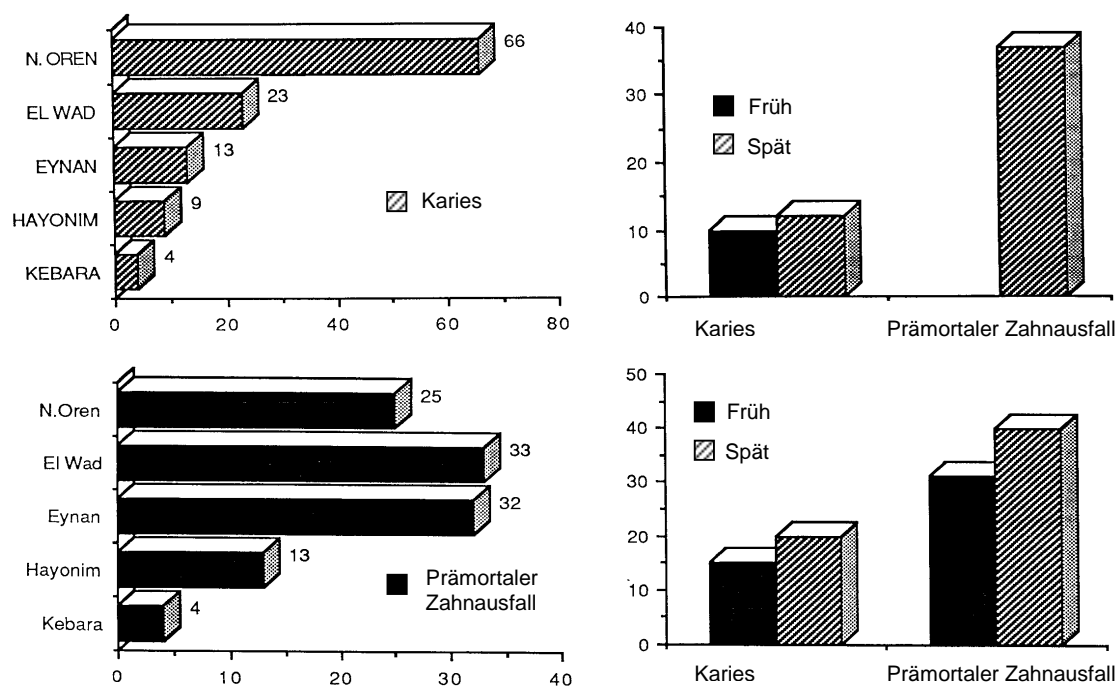 N. OREN
66
EL WAD
23
EYNAN
13
HAYONIM
9
Karies
KEBARA
4
0 20 40 60 80
40
30
20
10
0
Früh
Spät
Karies Prämortaler Zahnausfall
N.Oren
25
El Wad
33
Eynan
32
Hayonim
13
Prämortaler
Zahnausfall
Kebara
4
0 10 20 30 40
50
40
30
20
10
0
Früh
Spät
Karies Prämortaler Zahnausfall